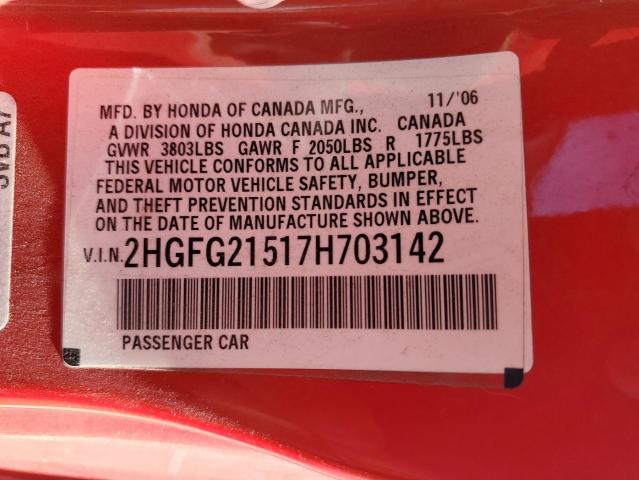 MFD. BY HONDA OF CANADA MFG., 11/'06
A DIVISION OF HONDA CANADA INC. CANADA
GVWR 3803LBS GAWR F 2050LBS R 1775LBS
THIS VEHICLE CONFORMS TO ALL APPLICABLE
FEDERAL MOTOR VEHICLE SAFETY, BUMPER,
AND THEFT PREVENTION STANDARDS IN EFFECT
ON THE DATE OF MANUFACTURE SHOWN ABOVE.
V.I.N. 2HGFG21517H703142
PASSENGER CAR